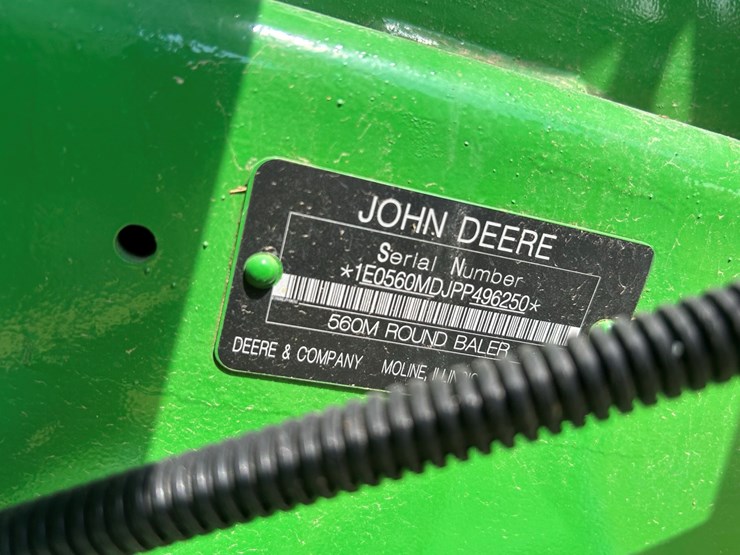 JOHN DEERE
Serial Number
*1E0560MDJPP496250*
560M ROUND BALER
DEERE & COMPANY MOLINE,